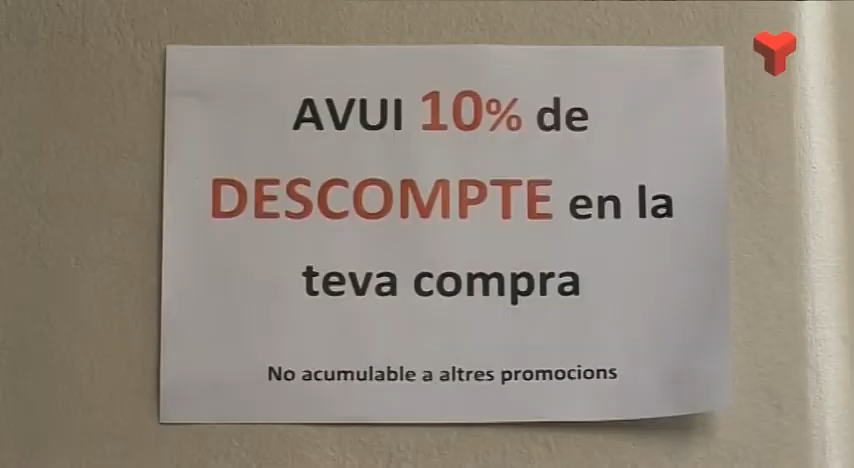 AVUI 10% de
DESCOMPTE en la
teva compra
No acumulable a altres promocions